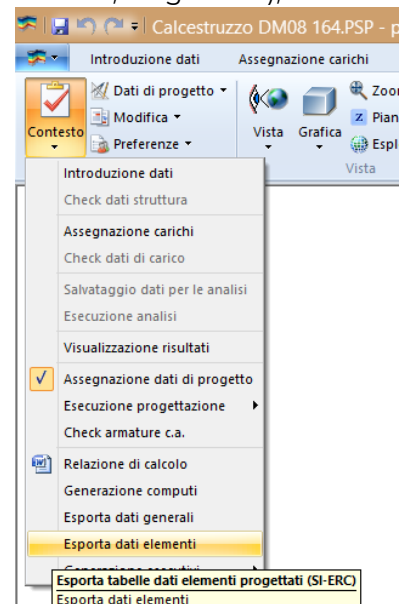 Calcestruzzo DM08 164.PSP - p
Introduzione dati Assegnazione carichi
Contesto
Dati di progetto
Modifica
Preferenze
Vista
Grafica
Zoo
Pian
Espl
Vista
Introduzione dati
Check dati struttura
Assegnazione carichi
Check dati di carico
Salvataggio dati per le analisi
Esecuzione analisi
Visualizzazione risultati
Assegnazione dati di progetto
Esecuzione progettazione
Check armature c.a.
Relazione di calcolo
Generazione computi
Esporta dati generali
Esporta dati elementi
Esporta tabelle dati elementi progettati (SI-ERC)
Esporta dati elementi